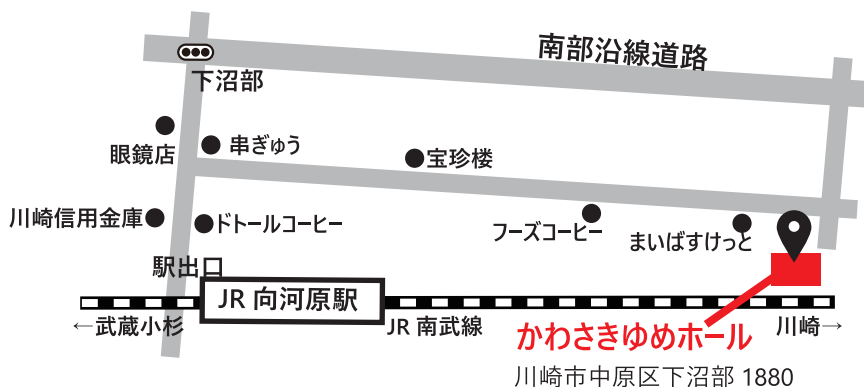 南部沿線道路
下沼部
眼鏡店
串ぎゅう
宝珍楼
川崎信用金庫
ドトールコーヒー
フーズコーヒー
まいばすけっと
駅出口
JR 向河原駅
←武蔵小杉
JR 南武線
かわさきゆめホール
川崎→
川崎市中原区下沼部 1880